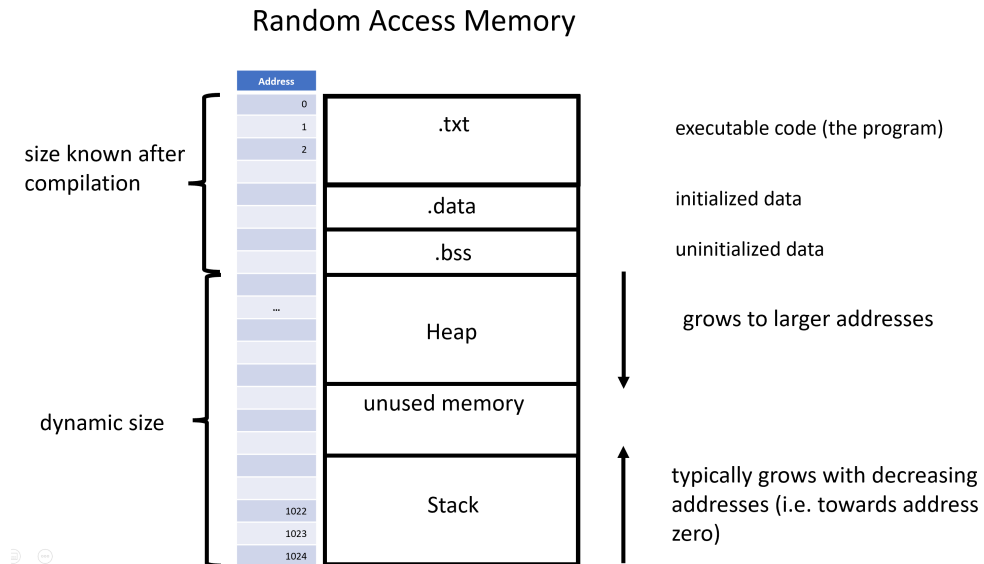 Random Access Memory
Address
0
1
2
...
1022
1023
1024
size known after
compilation
dynamic size
.txt
.data
.bss
Heap
unused memory
Stack
executable code (the program)
initialized data
uninitialized data
grows to larger addresses
typically grows with decreasing
addresses (i.e. towards address
zero)